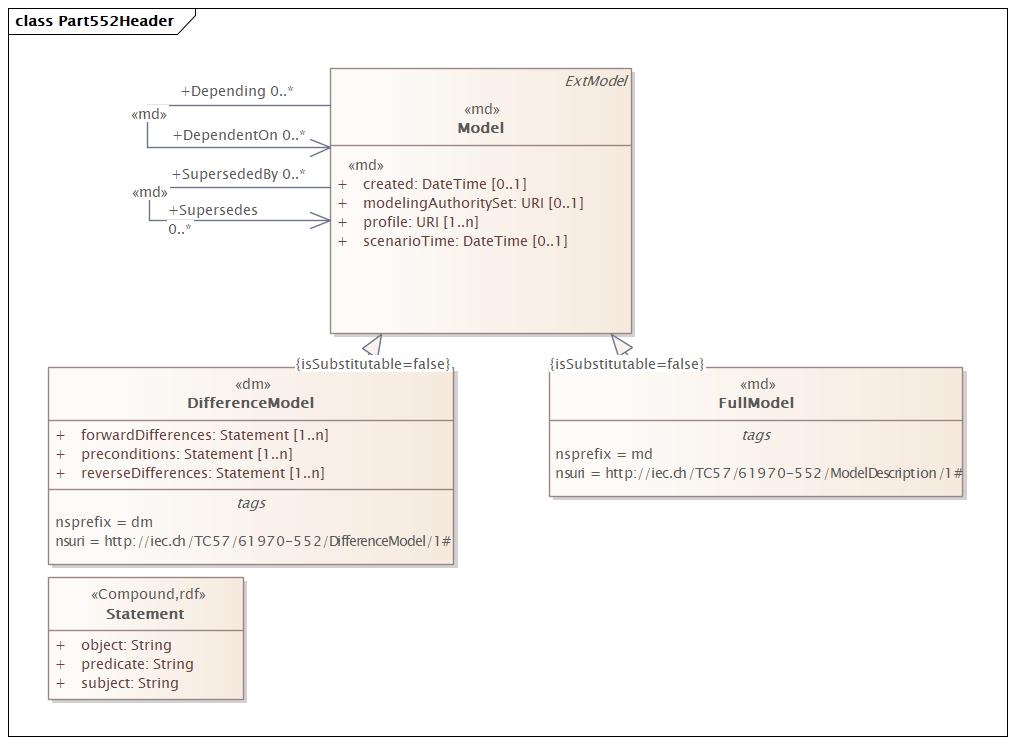 class Part552Header
ExtModel
«md»
Model
+Depending 0..*
«md»
+DependentOn 0..*
+SupersededBy 0..*
«md»
+Supersedes
0..*
«md»
+ created: DateTime [0..1]
+ modelingAuthoritySet: URI [0..1]
+ profile: URI [1..n]
+ scenarioTime: DateTime [0..1]
{isSubstitutable=false}
{isSubstitutable=false}
«dm»
DifferenceModel
+ forwardDifferences: Statement [1..n]
+ preconditions: Statement [1..n]
+ reverseDifferences: Statement [1..n]
tags
nsprefix = dm
nsuri = http://iec.ch/TC57/61970-552/DifferenceModel/1#
«md»
FullModel
tags
nsprefix = md
nsuri = http://iec.ch/TC57/61970-552/ModelDescription/1#
«Compound,rdf»
Statement
+ object: String
+ predicate: String
+ subject: String